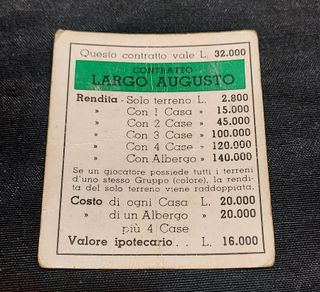 Questo contratto vale L. 32.000
CONTRATTO
LARGO AUGUSTO
Rendita - Solo terreno L. 2.800
» Con 1 Casa » 15.000
» Con 2 Case » 45.000
» Con 3 Case » 100.000
» Con 4 Case » 120.000
» Con Albergo » 140.000
Se un giocatore possiede tutti i terreni
d'uno stesso Gruppo (colore), la rendi-
ta del solo terreno viene raddoppiata.
Costo di ogni Casa L. 20.000
» di un Albergo » 20.000
più 4 Case
Valore ipotecario . . L. 16.000